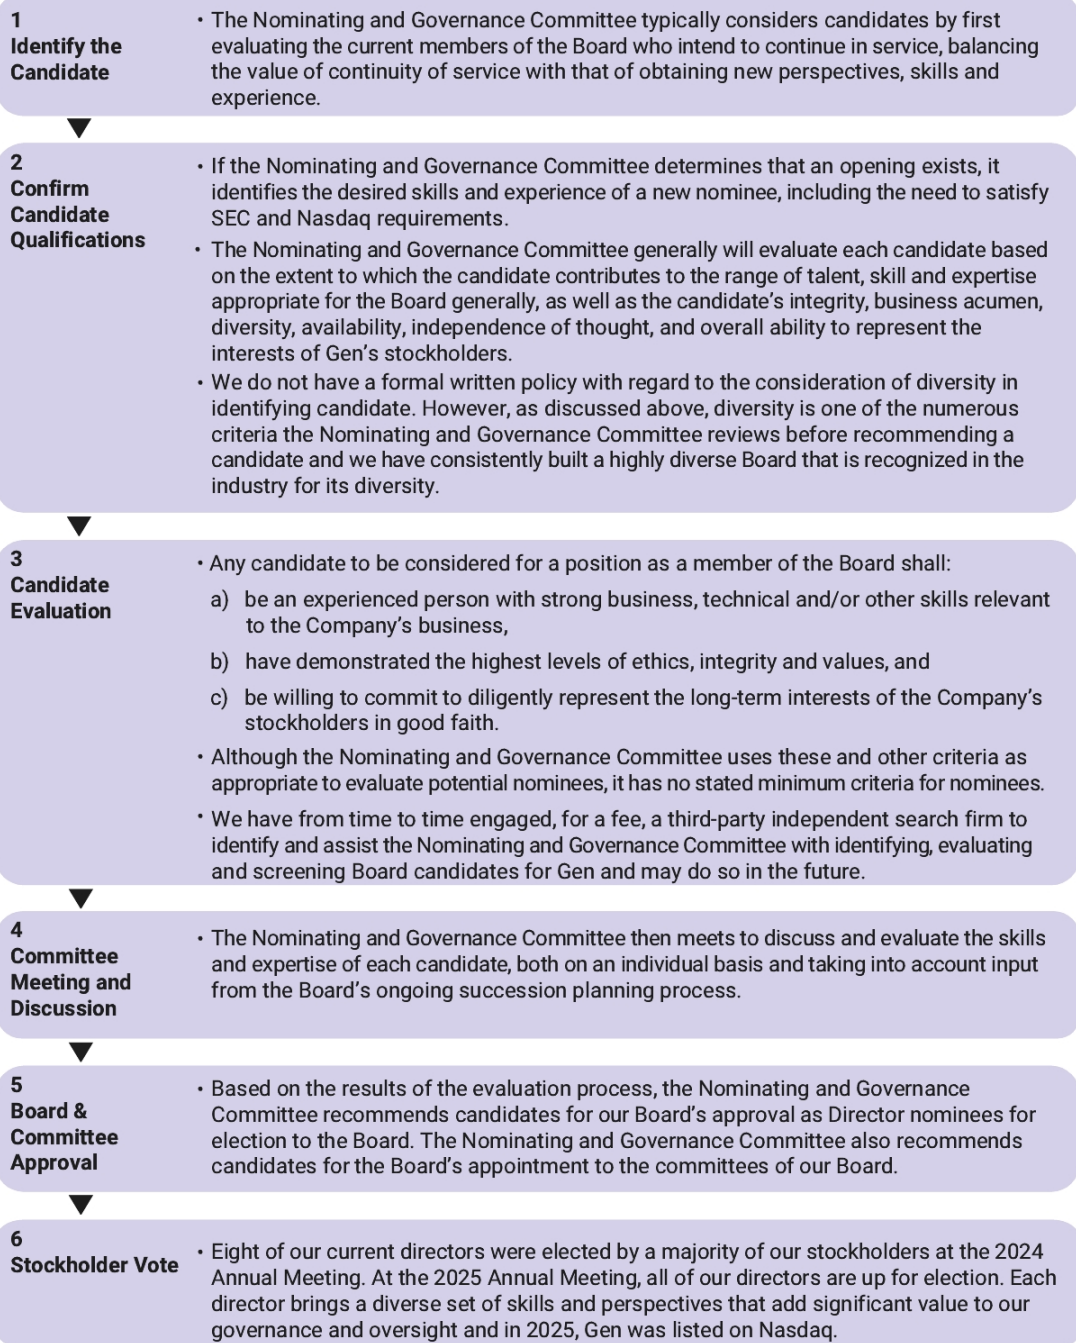 1
Identify the
Candidate
• The Nominating and Governance Committee typically considers candidates by first
evaluating the current members of the Board who intend to continue in service, balancing
the value of continuity of service with that of obtaining new perspectives, skills and
experience.
2
Confirm
Candidate
Qualifications
• If the Nominating and Governance Committee determines that an opening exists, it
identifies the desired skills and experience of a new nominee, including the need to satisfy
SEC and Nasdaq requirements.
• The Nominating and Governance Committee generally will evaluate each candidate based
on the extent to which the candidate contributes to the range of talent, skill and expertise
appropriate for the Board generally, as well as the candidate’s integrity, business acumen,
diversity, availability, independence of thought, and overall ability to represent the
interests of Gen’s stockholders.
• We do not have a formal written policy with regard to the consideration of diversity in
identifying candidate. However, as discussed above, diversity is one of the numerous
criteria the Nominating and Governance Committee reviews before recommending a
candidate and we have consistently built a highly diverse Board that is recognized in the
industry for its diversity.
3
Candidate
Evaluation
• Any candidate to be considered for a position as a member of the Board shall:
a) be an experienced person with strong business, technical and/or other skills relevant
to the Company’s business,
b) have demonstrated the highest levels of ethics, integrity and values, and
c) be willing to commit to diligently represent the long-term interests of the Company’s
stockholders in good faith.
• Although the Nominating and Governance Committee uses these and other criteria as
appropriate to evaluate potential nominees, it has no stated minimum criteria for nominees.
• We have from time to time engaged, for a fee, a third-party independent search firm to
identify and assist the Nominating and Governance Committee with identifying, evaluating
and screening Board candidates for Gen and may do so in the future.
4
Committee
Meeting and
Discussion
• The Nominating and Governance Committee then meets to discuss and evaluate the skills
and expertise of each candidate, both on an individual basis and taking into account input
from the Board’s ongoing succession planning process.
5
Board &
Committee
Approval
• Based on the results of the evaluation process, the Nominating and Governance
Committee recommends candidates for our Board’s approval as Director nominees for
election to the Board. The Nominating and Governance Committee also recommends
candidates for the Board’s appointment to the committees of our Board.
6
Stockholder Vote
• Eight of our current directors were elected by a majority of our stockholders at the 2024
Annual Meeting. At the 2025 Annual Meeting, all of our directors are up for election. Each
director brings a diverse set of skills and perspectives that add significant value to our
governance and oversight and in 2025, Gen was listed on Nasdaq.